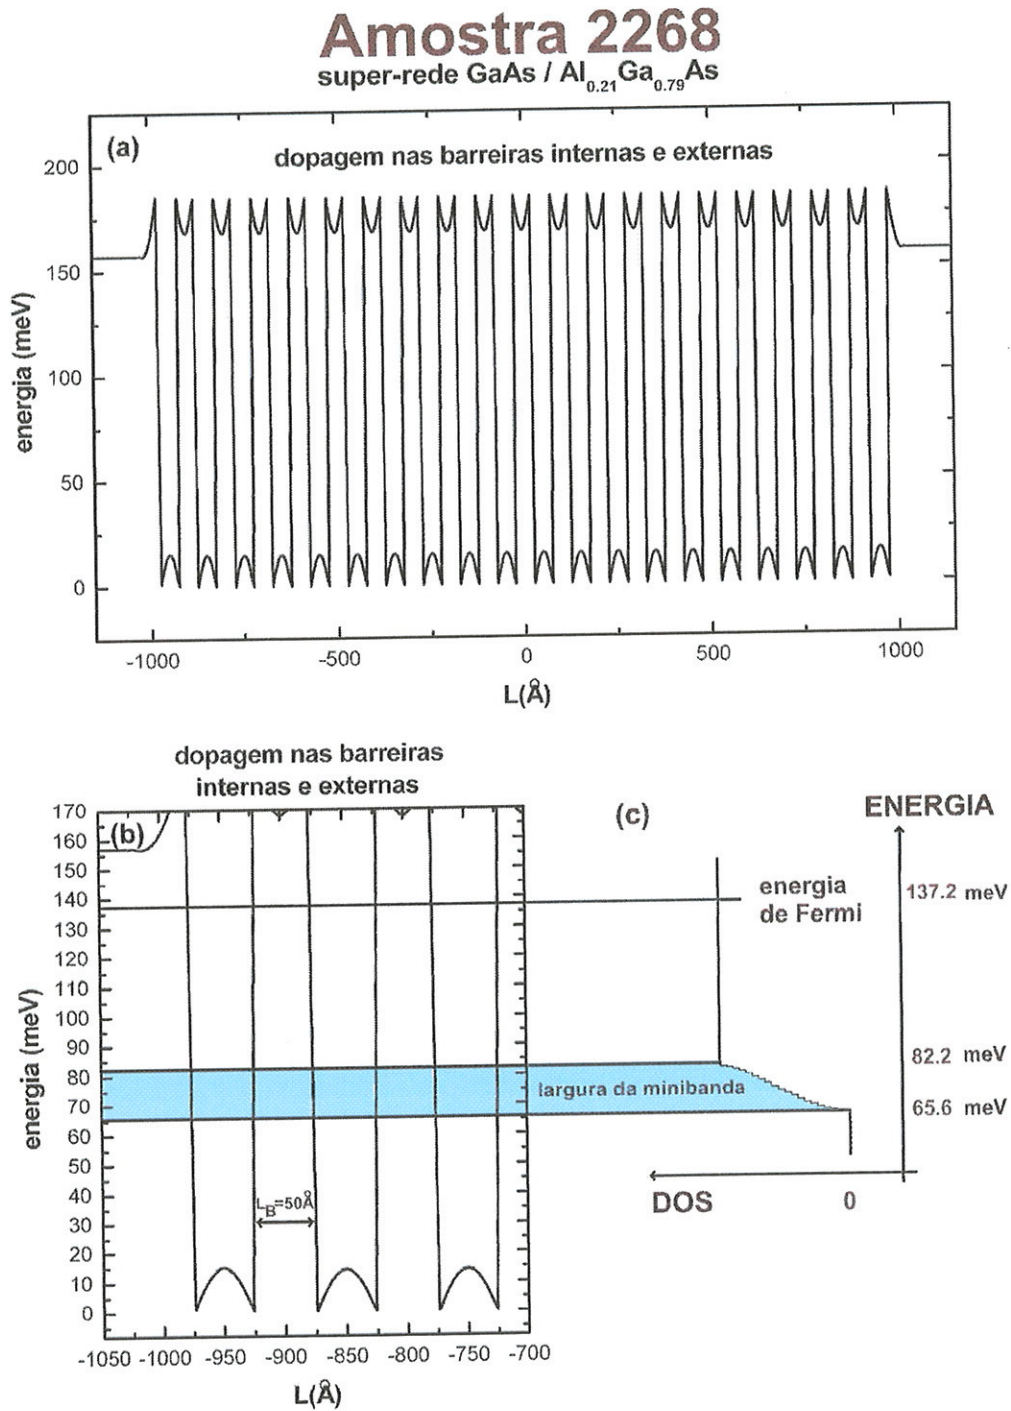 Amostra 2268
super-rede GaAs / Al0.21Ga0.79As
(a)
dopagem nas barreiras internas e externas
200
150
100
50
0
energia (meV)
-1000 -500 0 500 1000
L(Å)
dopagem nas barreiras
internas e externas
(b)
170
160
150
140
130
120
110
100
90
80
70
60
50
40
30
20
10
0
energia (meV)
LB=50Å
-1050 -1000 -950 -900 -850 -800 -750 -700
L(Å)
(c)
ENERGIA
energia
de Fermi
137.2 meV
82.2 meV
largura da minibanda
65.6 meV
DOS 0